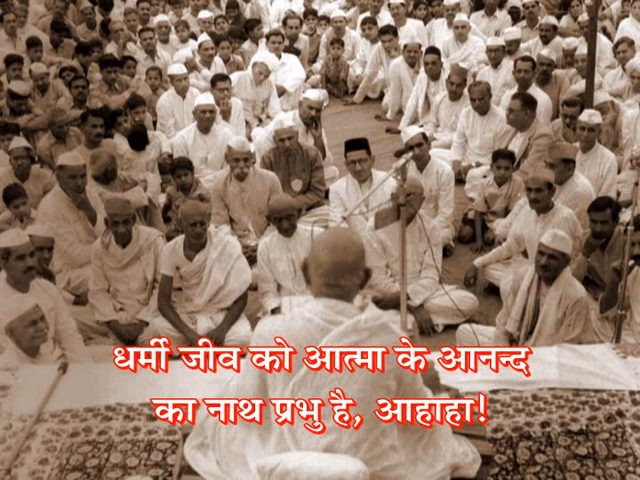 धर्मी जीव को आत्मा के आनन्द
का नाथ प्रभु है, आहाहा!